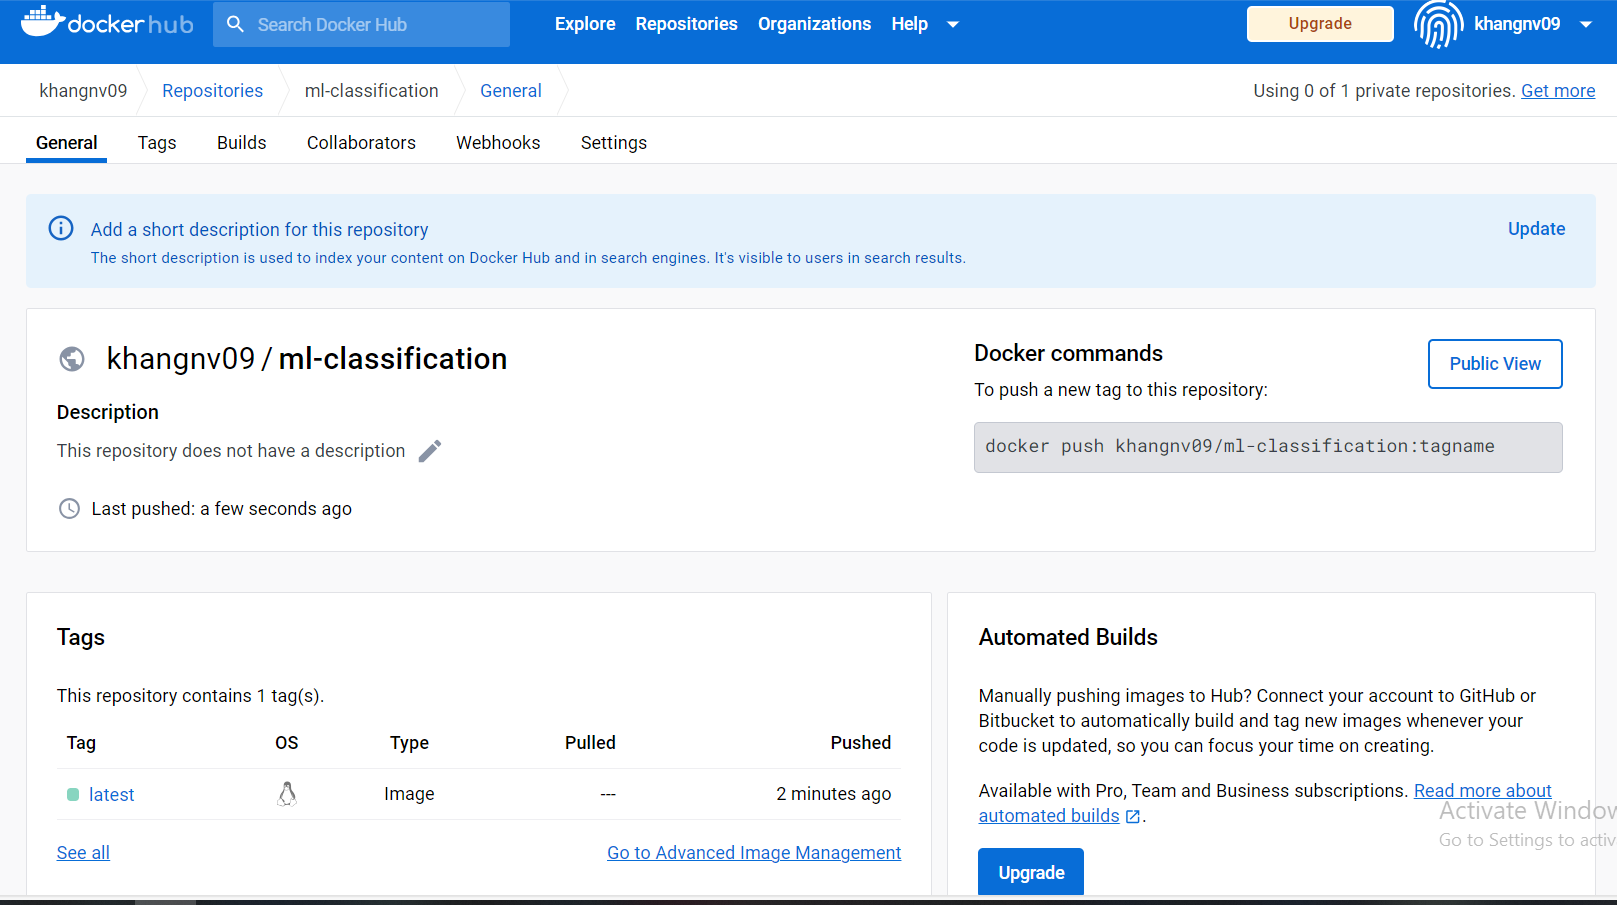 docker hub
Search Docker Hub
Explore Repositories Organizations Help
Upgrade
khangnv09
khangnv09 Repositories ml-classification General
Using 0 of 1 private repositories. Get more
General Tags Builds Collaborators Webhooks Settings
Add a short description for this repository
Update
The short description is used to index your content on Docker Hub and in search engines. It's visible to users in search results.
khangnv09 / ml-classification
Description
This repository does not have a description
Last pushed: a few seconds ago
Docker commands
Public View
To push a new tag to this repository:
docker push khangnv09/ml-classification:tagname
Tags
This repository contains 1 tag(s).
Tag OS Type Pulled Pushed
latest Image --- 2 minutes ago
See all
Go to Advanced Image Management
Automated Builds
Manually pushing images to Hub? Connect your account to GitHub or
Bitbucket to automatically build and tag new images whenever your
code is updated, so you can focus your time on creating.
Available with Pro, Team and Business subscriptions. Read more about
automated builds .
Upgrade
Activate Window
Go to Settings to activ